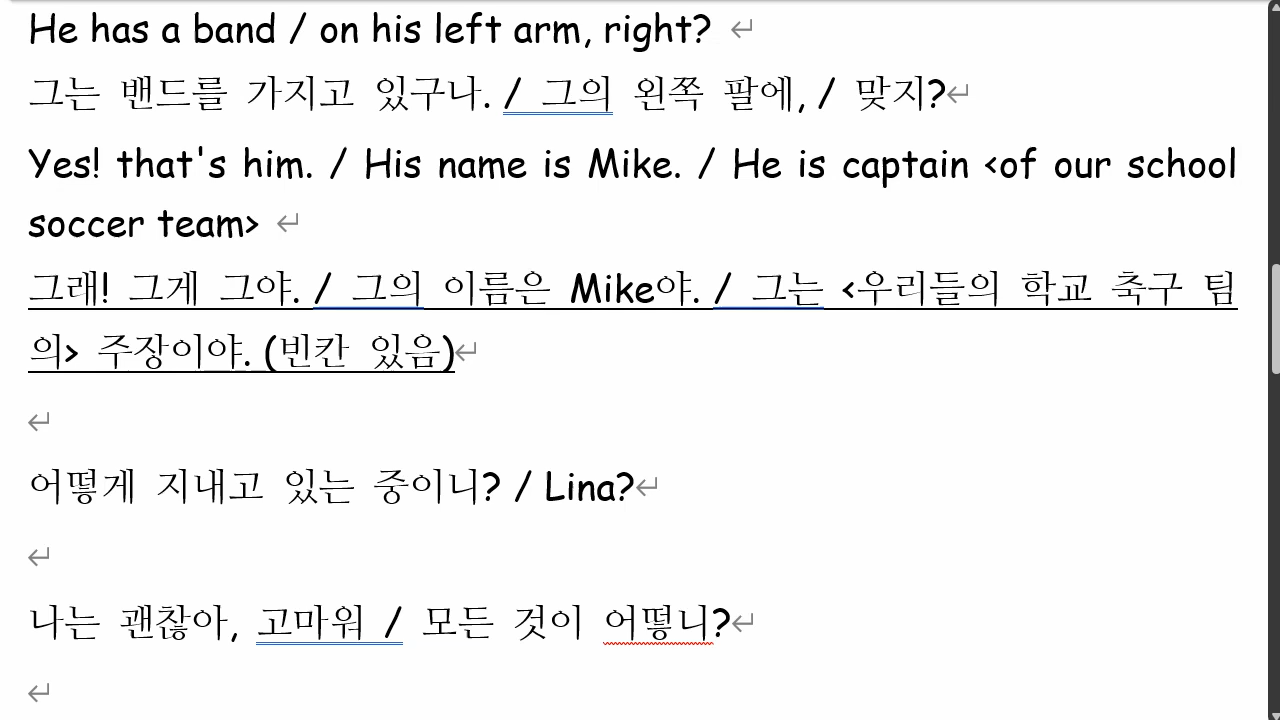 He has a band / on his left arm, right?
그는 밴드를 가지고 있구나. / 그의 왼쪽 팔에, / 맞지?
Yes! that's him. / His name is Mike. / He is captain <of our school
soccer team>
그래! 그게 그야. / 그의 이름은 Mike야. / 그는 <우리들의 학교 축구 팀
의> 주장이야. (빈칸 있음)
어떻게 지내고 있는 중이니? / Lina?
나는 괜찮아, 고마워 / 모든 것이 어떻니?